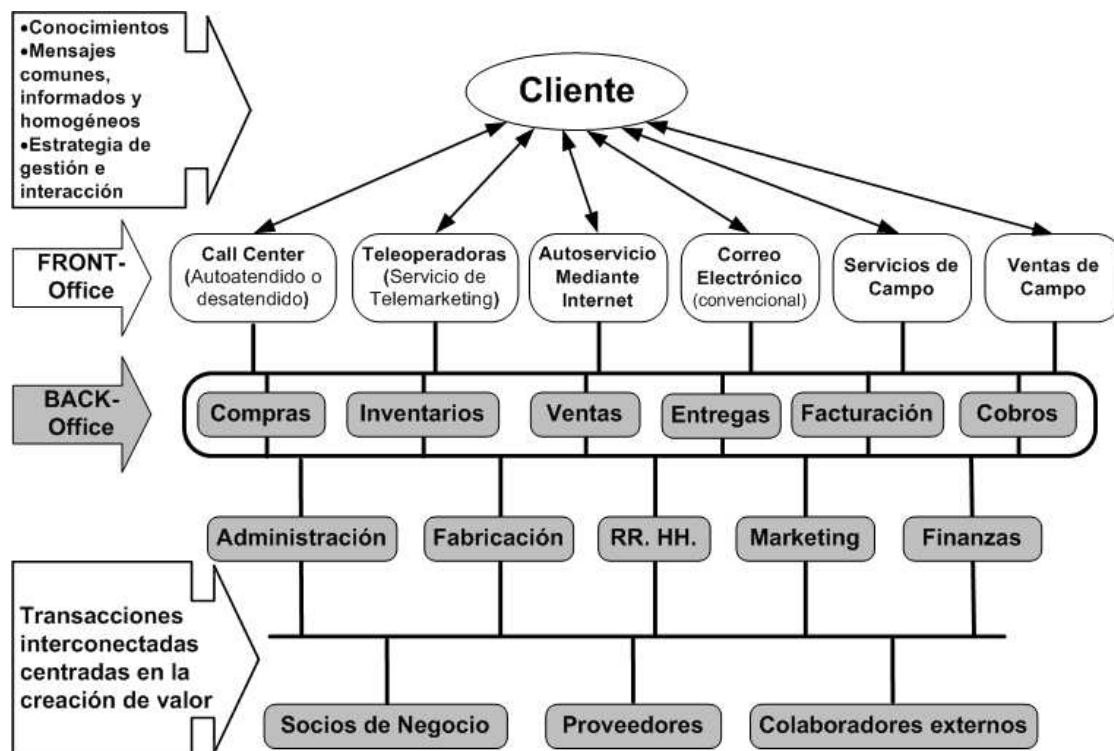 •Conocimientos
•Mensajes
comunes,
informados y
homogéneos
•Estrategia de
gestión e
interacción
Cliente
FRONT-
Office
Call Center
(Autoatendido o
desatendido)
Teleoperadoras
(Servicio de
Telemarketing)
Autoservicio
Mediante
Internet
Correo
Electrónico
(convencional)
Servicios de
Campo
Ventas de
Campo
BACK-
Office
Compras
Inventarios
Ventas
Entregas
Facturación
Cobros
Administración
Fabricación
RR. HH.
Marketing
Finanzas
Transacciones
interconectadas
centradas en la
creación de valor
Socios de Negocio
Proveedores
Colaboradores externos